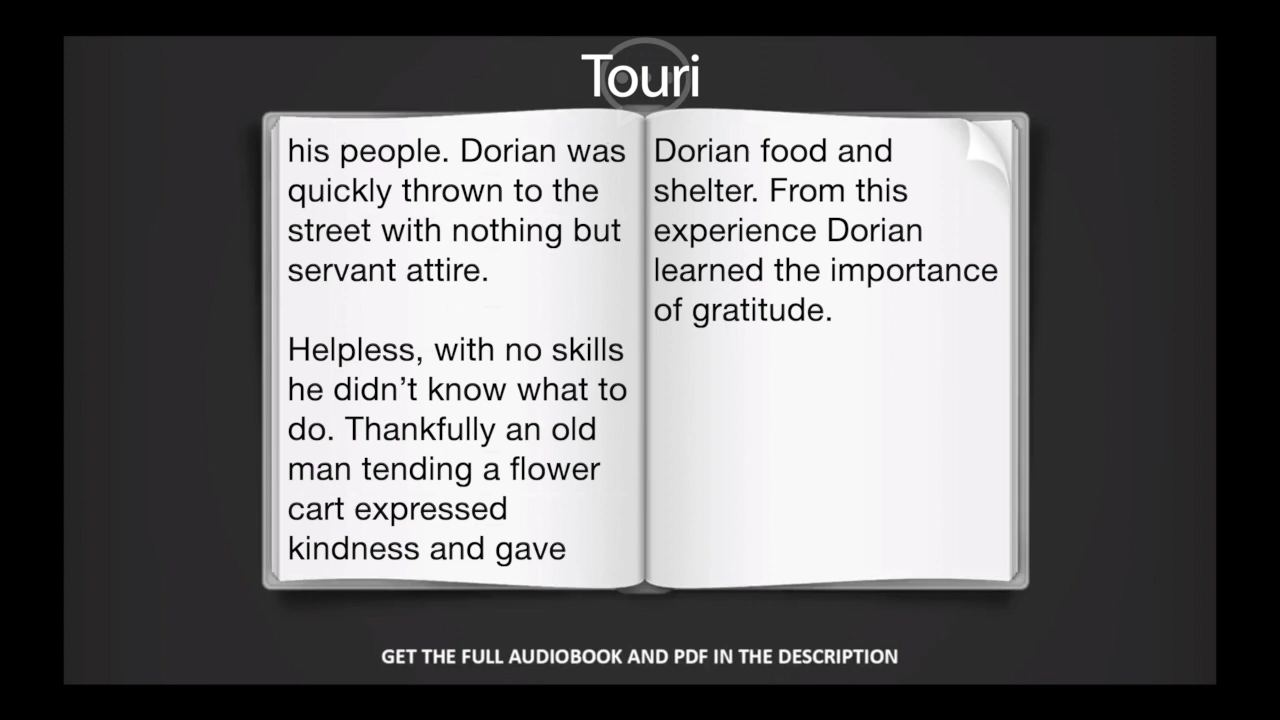 Touri
his people. Dorian was
quickly thrown to the
street with nothing but
servant attire.
Helpless, with no skills
he didn’t know what to
do. Thankfully an old
man tending a flower
cart expressed
kindness and gave
Dorian food and
shelter. From this
experience Dorian
learned the importance
of gratitude.
GET THE FULL AUDIOBOOK AND PDF IN THE DESCRIPTION